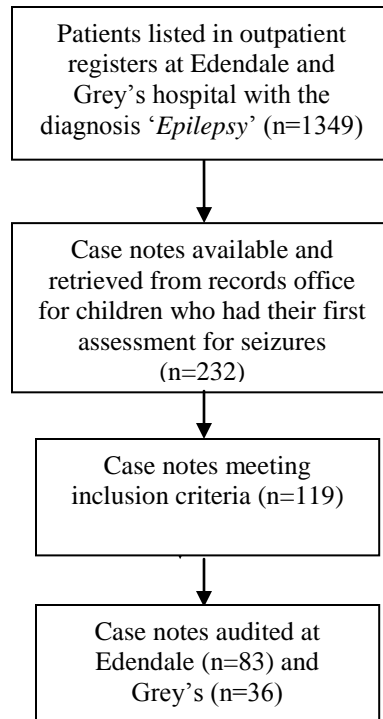 Patients listed in outpatient
registers at Edendale and
Grey’s hospital with the
diagnosis ‘Epilepsy’ (n=1349)
Case notes available and
retrieved from records office
for children who had their first
assessment for seizures
(n=232)
Case notes meeting
inclusion criteria (n=119)
Case notes audited at
Edendale (n=83) and
Grey’s (n=36)